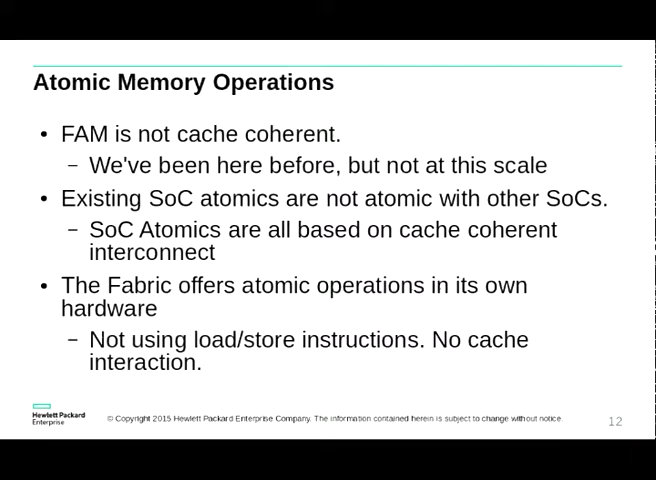 Atomic Memory Operations
• FAM is not cache coherent.
– We've been here before, but not at this scale
• Existing SoC atomics are not atomic with other SoCs.
– SoC Atomics are all based on cache coherent
interconnect
• The Fabric offers atomic operations in its own
hardware
– Not using load/store instructions. No cache
interaction.
Hewlett Packard
Enterprise
© Copyright 2015 Hewlett Packard Enterprise Company. The information contained herein is subject to change without notice.
12